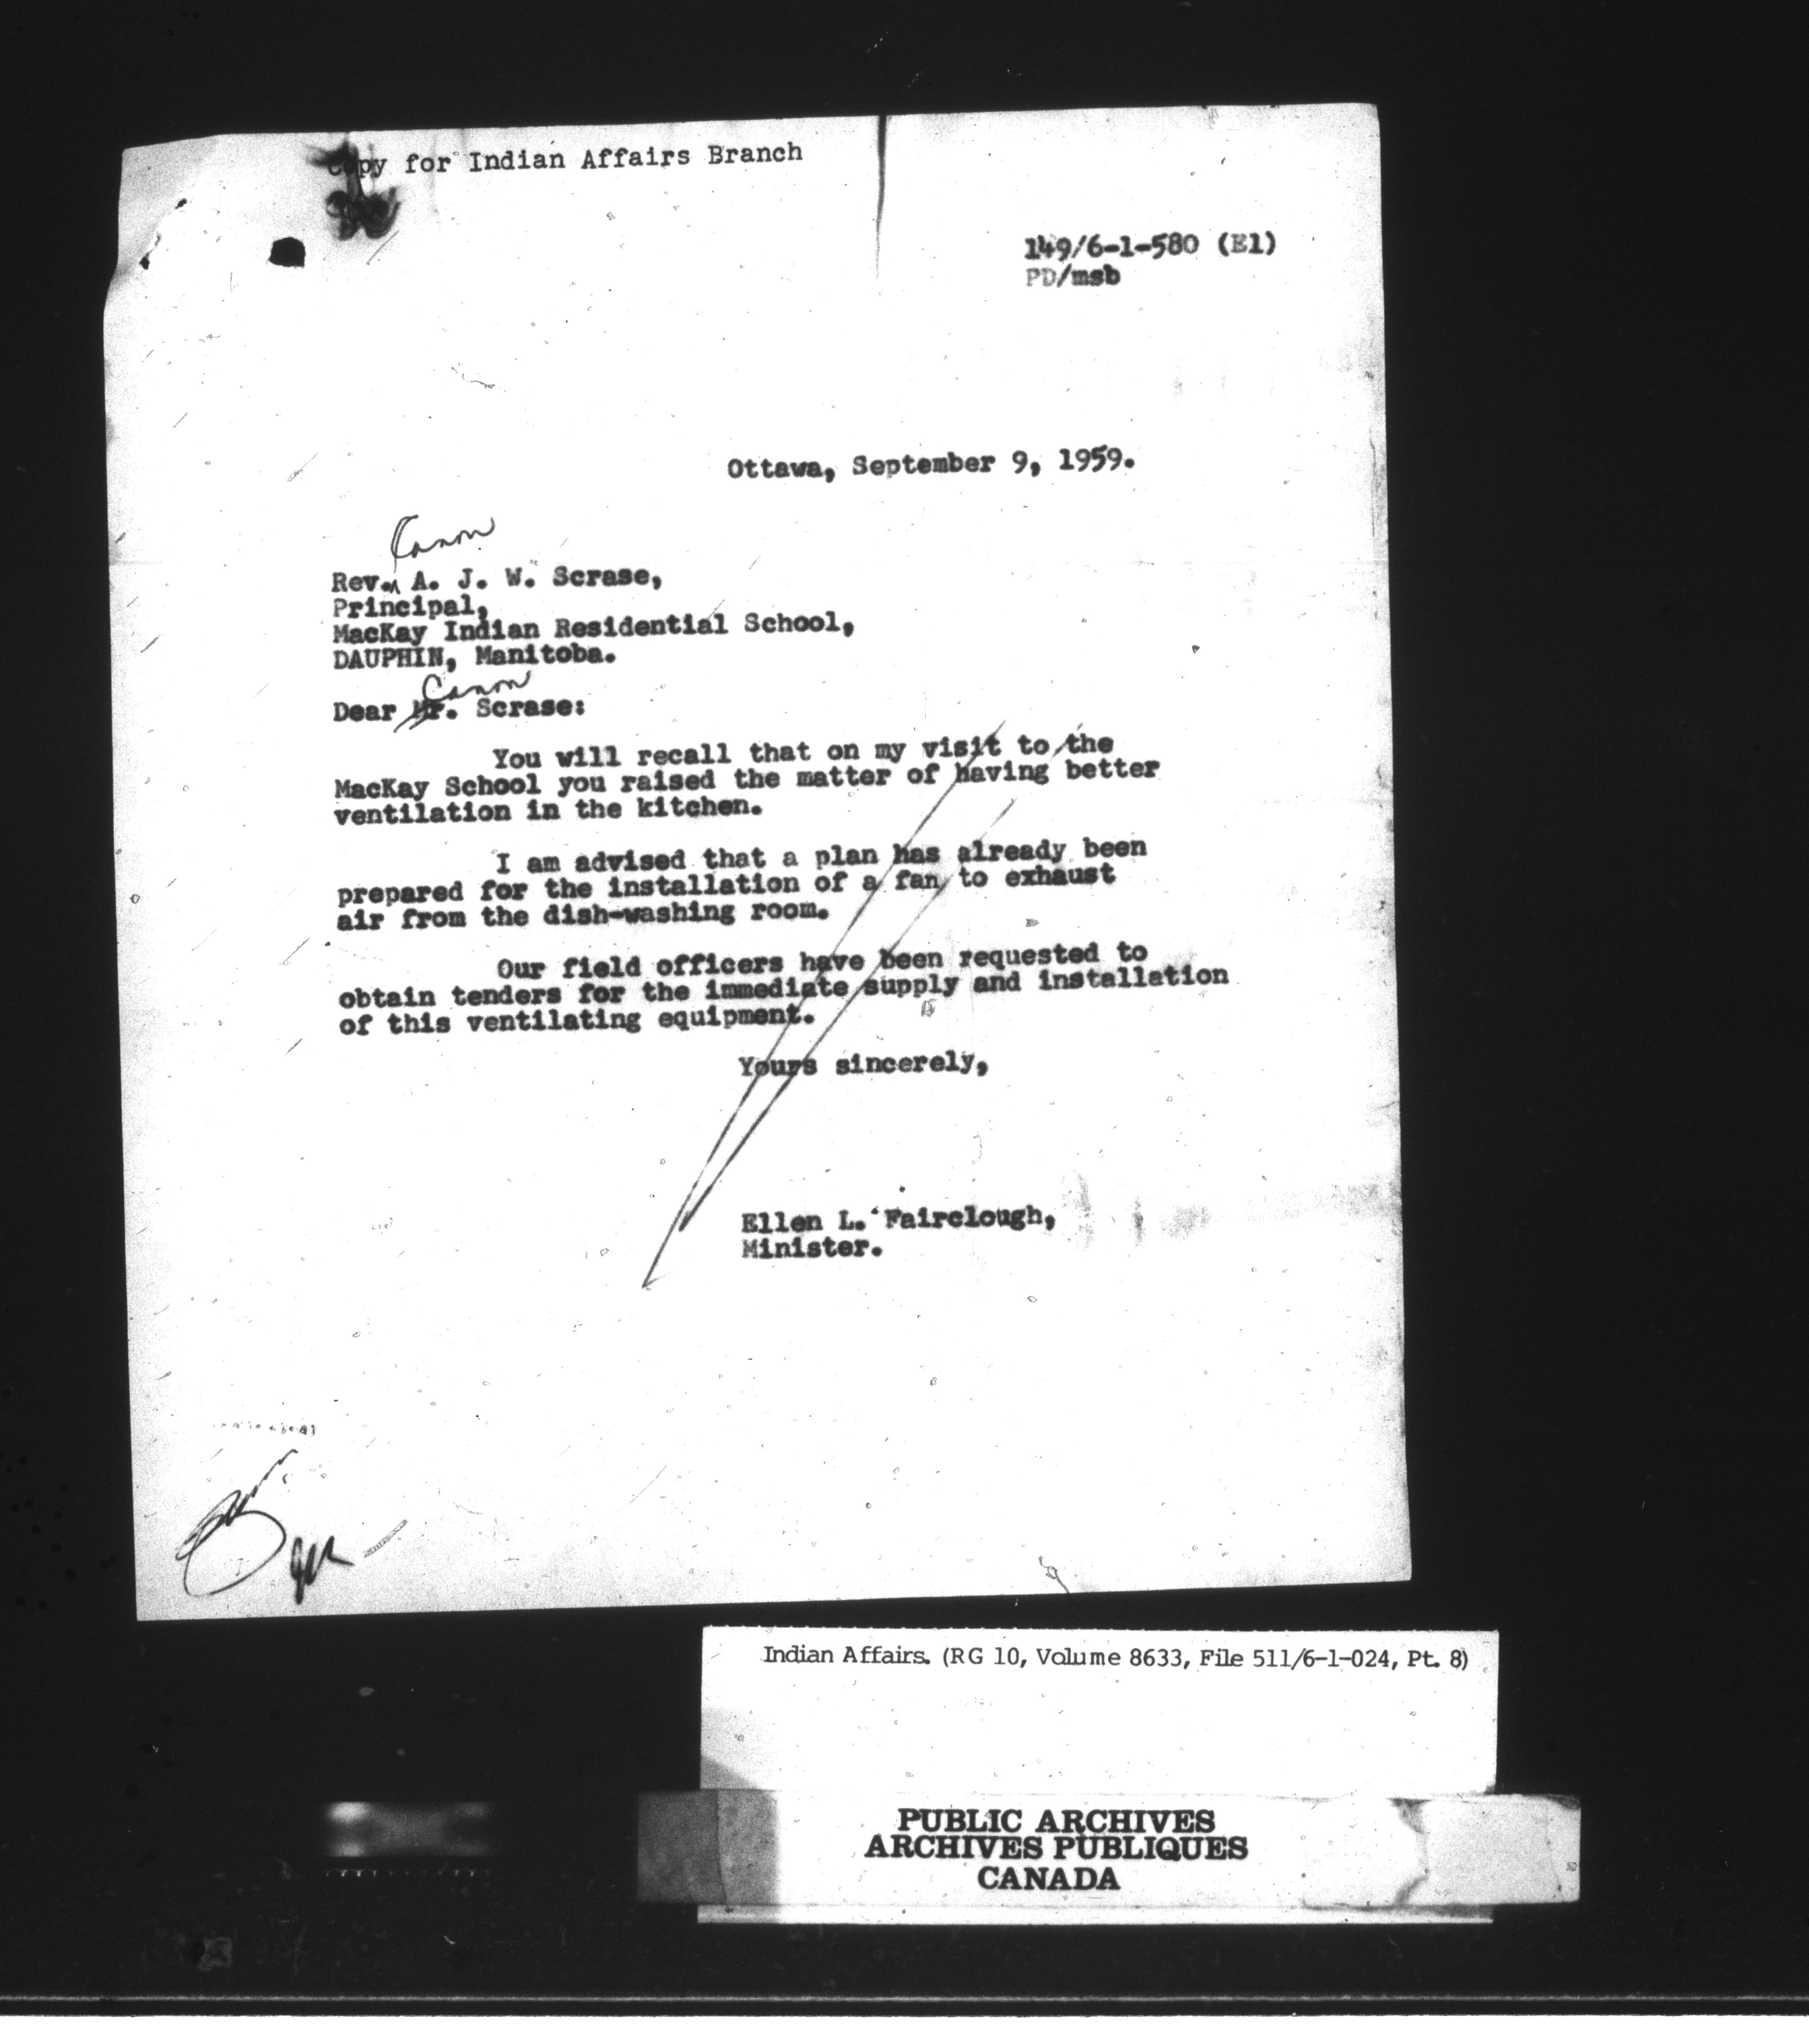 Copy for Indian Affairs Branch
149/6-1-580 (E1)
PD/msb
Ottawa, September 9, 1959.
Canon
Rev. A. J. W. Scrase,
Principal,
MacKay Indian Residential School,
DAUPHIN, Manitoba.
Canon
Dear Mr. Scrase:
You will recall that on my visit to the
MacKay School you raised the matter of having better
ventilation in the kitchen.
I am advised that a plan has already been
prepared for the installation of a fan to exhaust
air from the dish-washing room.
Our field officers have been requested to
obtain tenders for the immediate supply and installation
of this ventilating equipment.
Yours sincerely,
Ellen L. Fairclough,
Minister.
Indian Affairs. (RG 10, Volume 8633, File 511/6-1-024, Pt. 8)
PUBLIC ARCHIVES
ARCHIVES PUBLIQUES
CANADA